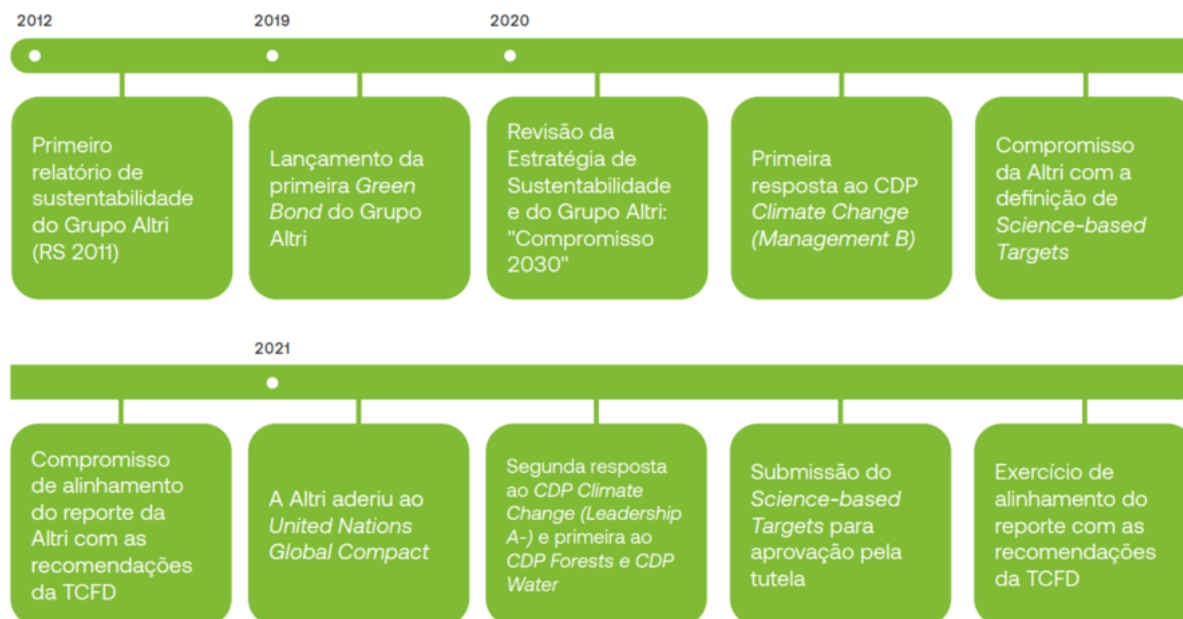 2012
2019
2020
Primeiro
relatório de
sustentabilidade
do Grupo Altri
(RS 2011)
Lançamento da
primeira Green
Bond do Grupo
Altri
Revisão da
Estratégia de
Sustentabilidade
e do Grupo Altri:
"Compromisso
2030"
Primeira
resposta ao CDP
Climate Change
(Management B)
Compromisso
da Altri com a
definição de
Science-based
Targets
2021
Compromisso
de alinhamento
do reporte da
Altri com as
recomendações
da TCFD
A Altri aderiu ao
United Nations
Global Compact
Segunda resposta
ao CDP Climate
Change (Leadership
A-) e primeira ao
CDP Forests e CDP
Water
Submissão do
Science-based
Targets para
aprovação pela
tutela
Exercício de
alinhamento do
reporte com as
recomendações
da TCFD